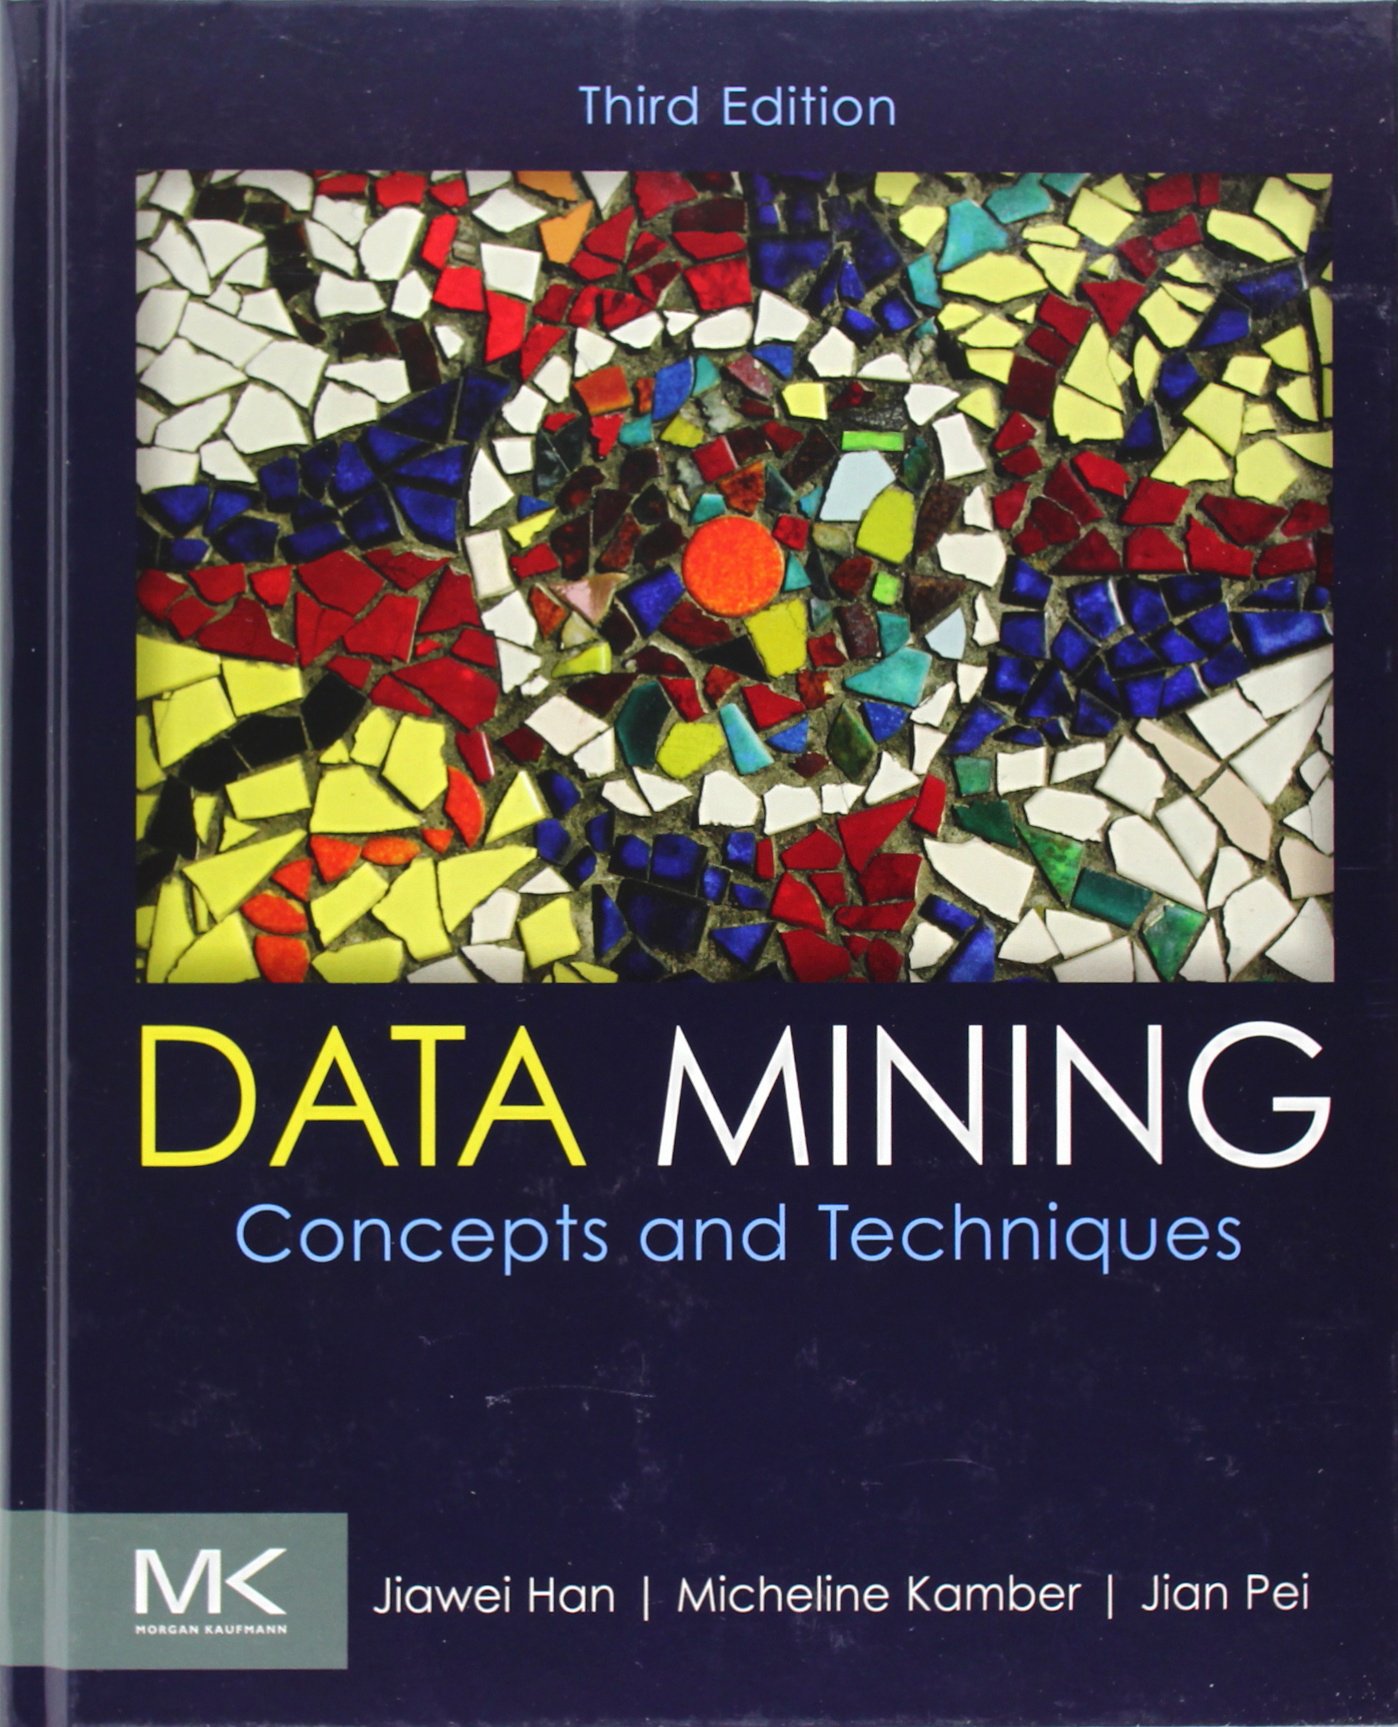 Third Edition
DATA MINING
Concepts and Techniques
MK
MORGAN KAUFMANN
Jiawei Han | Micheline Kamber | Jian Pei